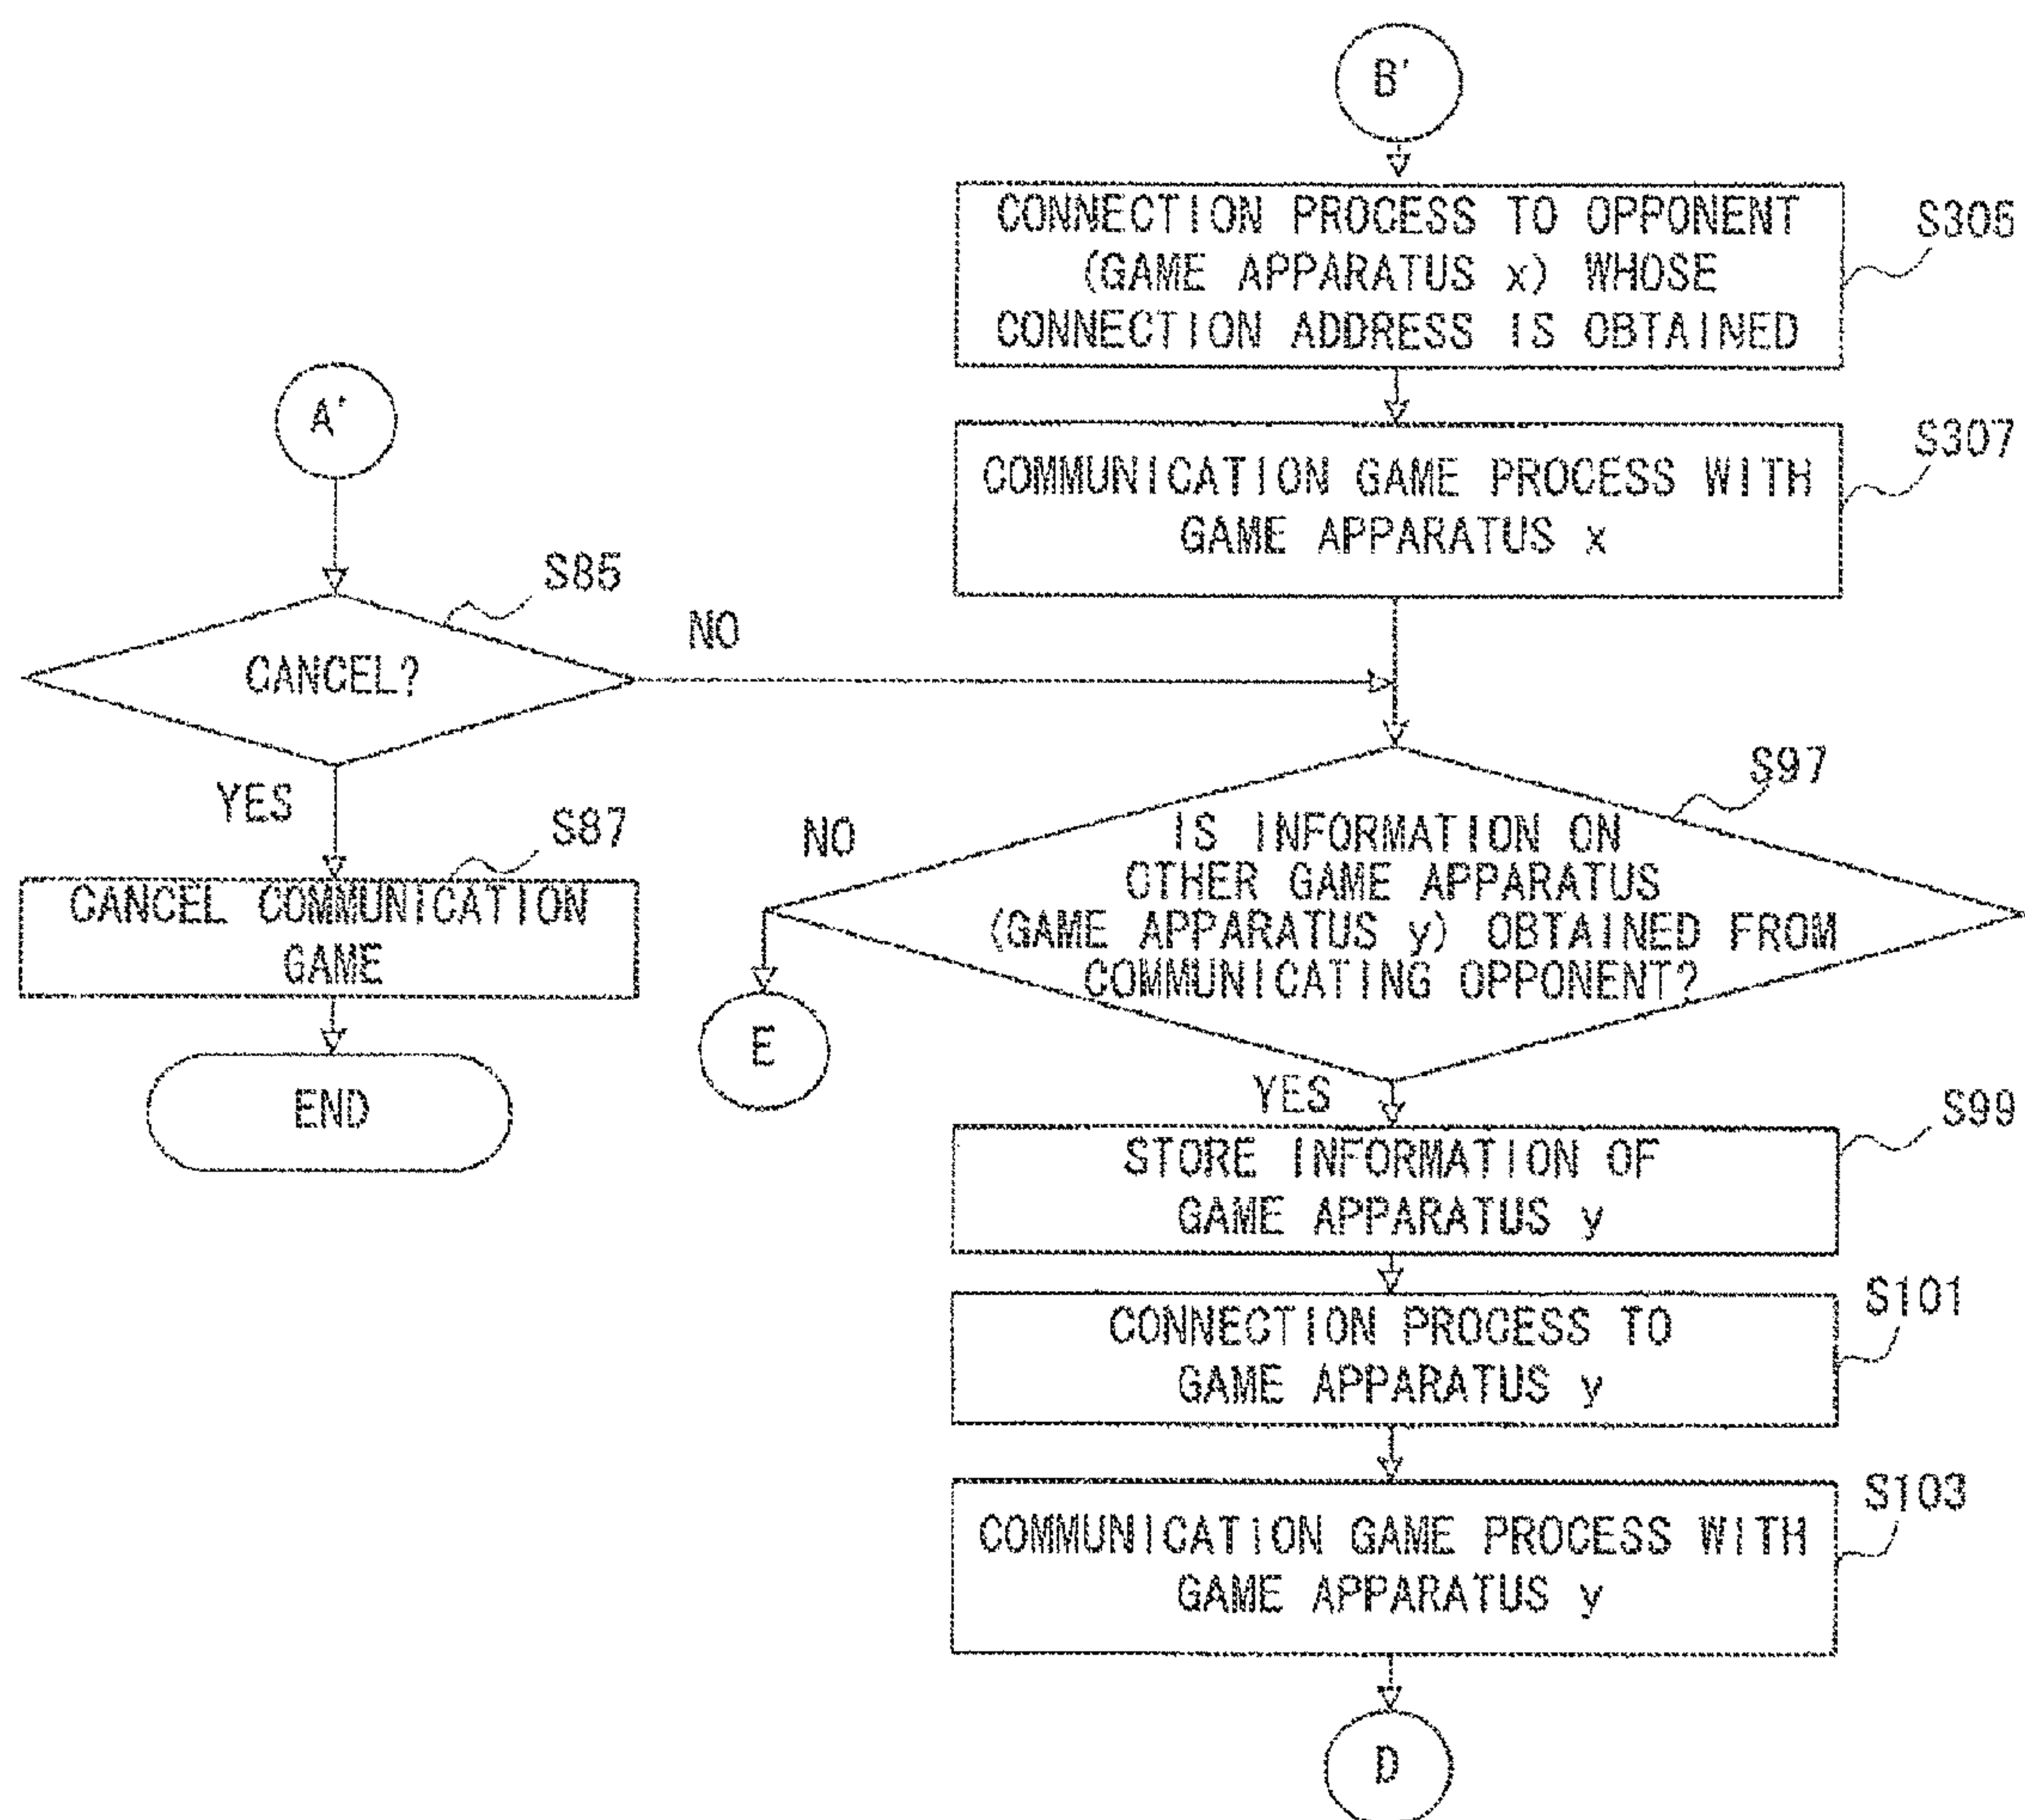 B'
CONNECTION PROCESS TO OPPONENT
(GAME APPARATUS x) WHOSE
CONNECTION ADDRESS IS OBTAINED
S305
COMMUNICATION GAME PROCESS WITH
GAME APPARATUS x
S307
A'
S85
CANCEL?
NO
YES
S87
CANCEL COMMUNICATION
GAME
END
S97
IS INFORMATION ON
OTHER GAME APPARATUS
(GAME APPARATUS y) OBTAINED FROM
COMMUNICATING OPPONENT?
NO
E
YES
S99
STORE INFORMATION OF
GAME APPARATUS y
S101
CONNECTION PROCESS TO
GAME APPARATUS y
S103
COMMUNICATION GAME PROCESS WITH
GAME APPARATUS y
D